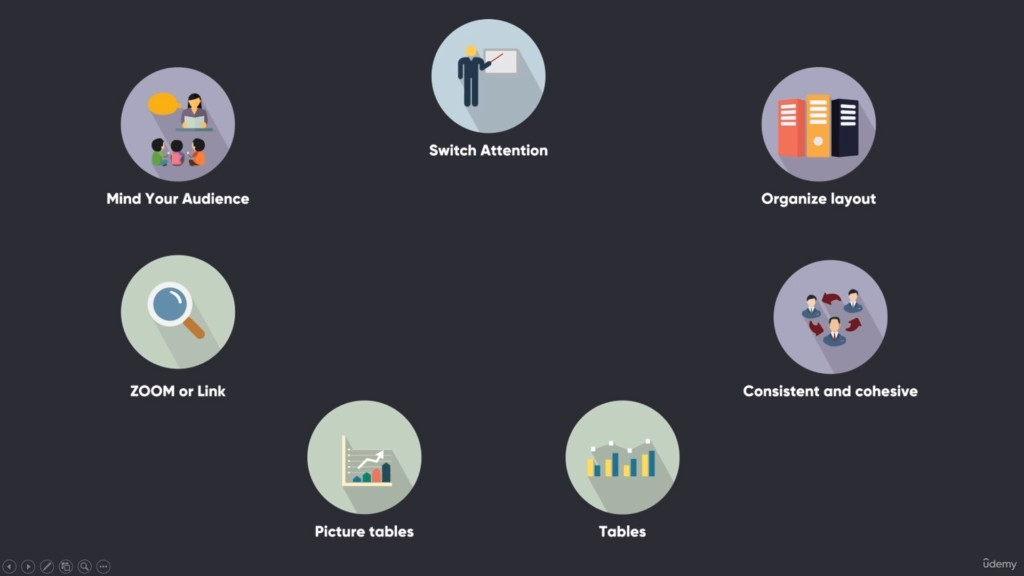 Switch Attention
Mind Your Audience
Organize layout
ZOOM or Link
Consistent and cohesive
Picture tables
Tables
ûdemy